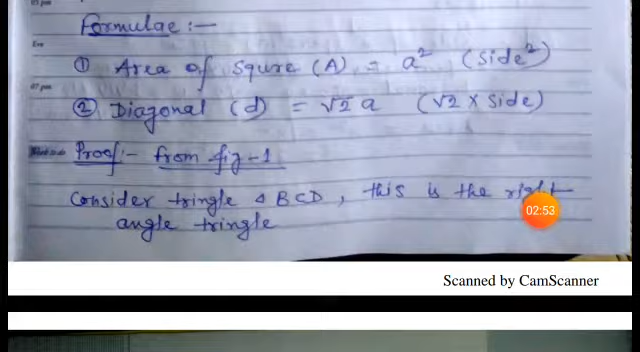 Formulae :-
① Area of Squre (A) = a² (Side²)
② Diagonal (d) = √2 a (√2 x Side)
Proof:- from fig-1
Consider tringle △ BCD, this is the right
angle tringle
02:53
Scanned by CamScanner